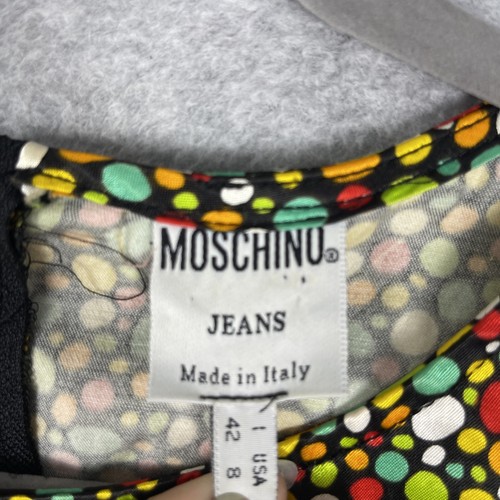 MOSCHINO®
JEANS
Made in Italy
I 42
USA 8